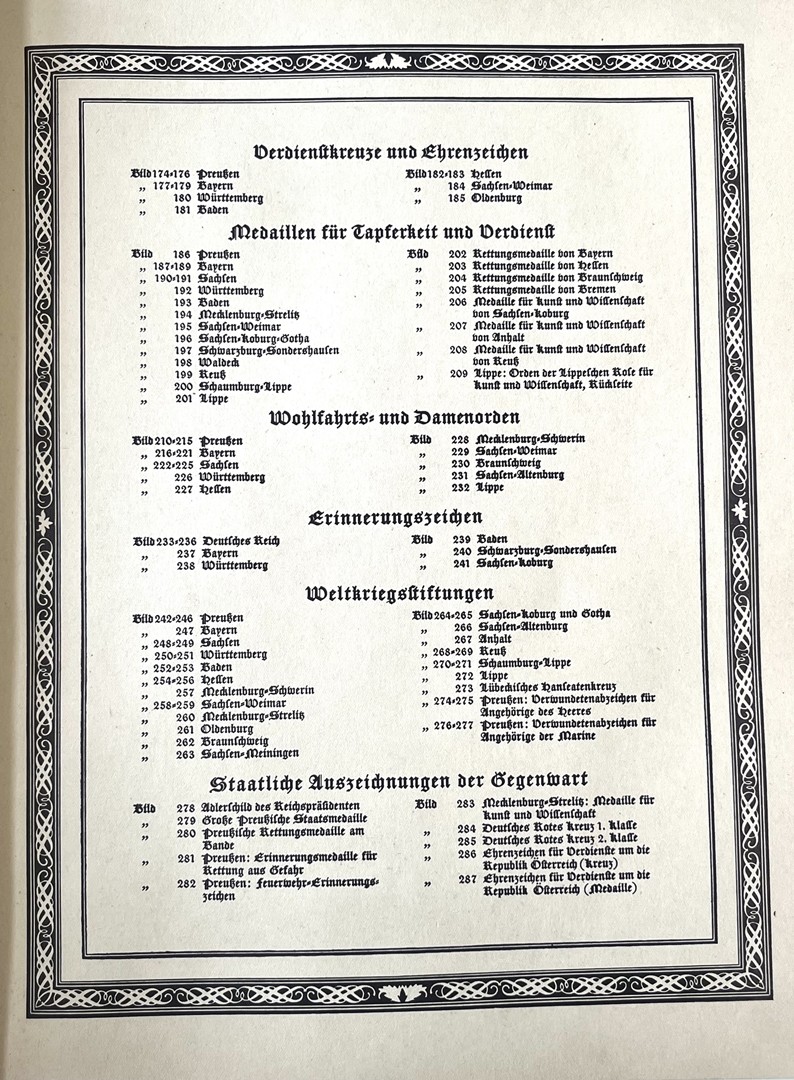 Verdienstkreuze und Ehrenzeichen
Bild 174-176 Preußen
„ 177-179 Bayern
„ 180 Württemberg
„ 181 Baden
Bild 182-183 Hessen
„ 184 Sachsen-Weimar
„ 185 Oldenburg
Medaillen für Tapferkeit und Verdienst
Bild 186 Preußen
„ 187-189 Bayern
„ 190-191 Sachsen
„ 192 Württemberg
„ 193 Baden
„ 194 Mecklenburg-Strelitz
„ 195 Sachsen-Weimar
„ 196 Sachsen-Koburg-Gotha
„ 197 Schwarzburg-Sondershausen
„ 198 Waldeck
„ 199 Reuß
„ 200 Schaumburg-Lippe
„ 201 Lippe
Bild 202 Rettungsmedaille von Bayern
„ 203 Rettungsmedaille von Hessen
„ 204 Rettungsmedaille von Braunschweig
„ 205 Rettungsmedaille von Bremen
„ 206 Medaille für Kunst und Wissenschaft
von Sachsen-Koburg
„ 207 Medaille für Kunst und Wissenschaft
von Anhalt
„ 208 Medaille für Kunst und Wissenschaft
von Reuß
„ 209 Lippe: Orden der Lippeschen Rose für
Kunst und Wissenschaft, Rückseite
Wohlfahrts- und Damenorden
Bild 210-215 Preußen
„ 216-221 Bayern
„ 222-225 Sachsen
„ 226 Württemberg
„ 227 Hessen
Bild 228 Mecklenburg-Schwerin
„ 229 Sachsen-Weimar
„ 230 Braunschweig
„ 231 Sachsen-Altenburg
„ 232 Lippe
Erinnerungszeichen
Bild 233-236 Deutsches Reich
„ 237 Bayern
„ 238 Württemberg
Bild 239 Baden
„ 240 Schwarzburg-Sondershausen
„ 241 Sachsen-Koburg
Weltkriegsstiftungen
Bild 242-246 Preußen
„ 247 Bayern
„ 248-249 Sachsen
„ 250-251 Württemberg
„ 252-253 Baden
„ 254-256 Hessen
„ 257 Mecklenburg-Schwerin
„ 258-259 Sachsen-Weimar
„ 260 Mecklenburg-Strelitz
„ 261 Oldenburg
„ 262 Braunschweig
„ 263 Sachsen-Meiningen
Bild 264-265 Sachsen-Koburg und Gotha
„ 266 Sachsen-Altenburg
„ 267 Anhalt
„ 268-269 Reuß
„ 270-271 Schaumburg-Lippe
„ 272 Lippe
„ 273 Lübeckisches Hanseatenkreuz
„ 274-275 Preußen: Verwundetenabzeichen für
Angehörige des Heeres
„ 276-277 Preußen: Verwundetenabzeichen für
Angehörige der Marine
Staatliche Auszeichnungen der Gegenwart
Bild 278 Adlerschild des Reichspräsidenten
„ 279 Große Preußische Staatsmedaille
„ 280 Preußische Rettungsmedaille am
Bande
„ 281 Preußen: Erinnerungsmedaille für
Rettung aus Gefahr
„ 282 Preußen: Feuerwehr-Erinnerungs-
zeichen
Bild 283 Mecklenburg-Strelitz: Medaille für
Kunst und Wissenschaft
„ 284 Deutsches Rotes Kreuz 1. Klasse
„ 285 Deutsches Rotes Kreuz 2. Klasse
„ 286 Ehrenzeichen für Verdienste um die
Republik Österreich (Kreuz)
„ 287 Ehrenzeichen für Verdienste um die
Republik Österreich (Medaille)